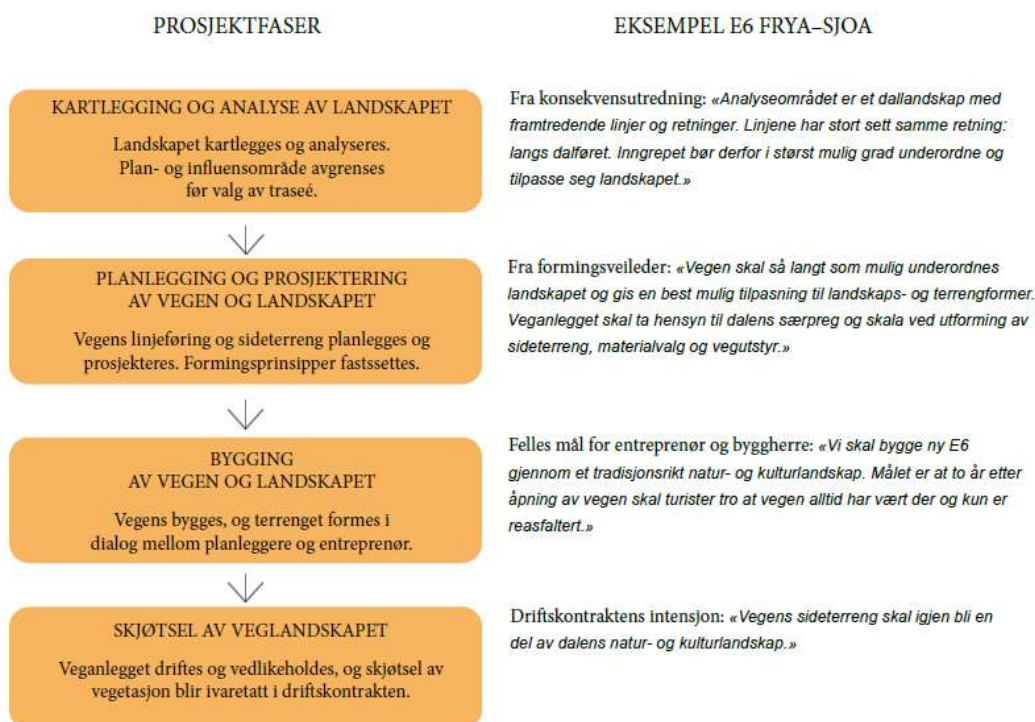 PROSJEKTFASER
EKSEMPEL E6 FRYA–SJOA
KARTLEGGING OG ANALYSE AV LANDSKAPET
Landskapet kartlegges og analyseres.
Plan- og influensområde avgrenses
før valg av traseé.
Fra konsekvensutredning: «Analyseområdet er et dallandskap med
framtredende linjer og retninger. Linjene har stort sett samme retning:
langs dalføret. Inngrepet bør derfor i størst mulig grad underordne og
tilpasse seg landskapet.»
PLANLEGGING OG PROSJEKTERING
AV VEGEN OG LANDSKAPET
Vegens linjeføring og sideterreng planlegges og
prosjekteres. Formingsprinsipper fastssettes.
Fra formingsveileder: «Vegen skal så langt som mulig underordnes
landskapet og gis en best mulig tilpasning til landskaps- og terrengformer.
Veganlegget skal ta hensyn til dalens særpreg og skala ved utforming av
sideterreng, materialvalg og vegutstyr.»
BYGGING
AV VEGEN OG LANDSKAPET
Vegens bygges, og terrenget formes i
dialog mellom planleggere og entreprenør.
Felles mål for entreprenør og byggherre: «Vi skal bygge ny E6
gjennom et tradisjonsrikt natur- og kulturlandskap. Målet er at to år etter
åpning av vegen skal turister tro at vegen alltid har vært der og kun er
reasfaltert.»
SKJØTSEL AV VEGLANDSKAPET
Veganlegget driftes og vedlikeholdes, og skjøtsel av
vegetasjon blir ivaretatt i driftskontrakten.
Driftskontraktens intensjon: «Vegens sideterreng skal igjen bli en
del av dalens natur- og kulturlandskap.»